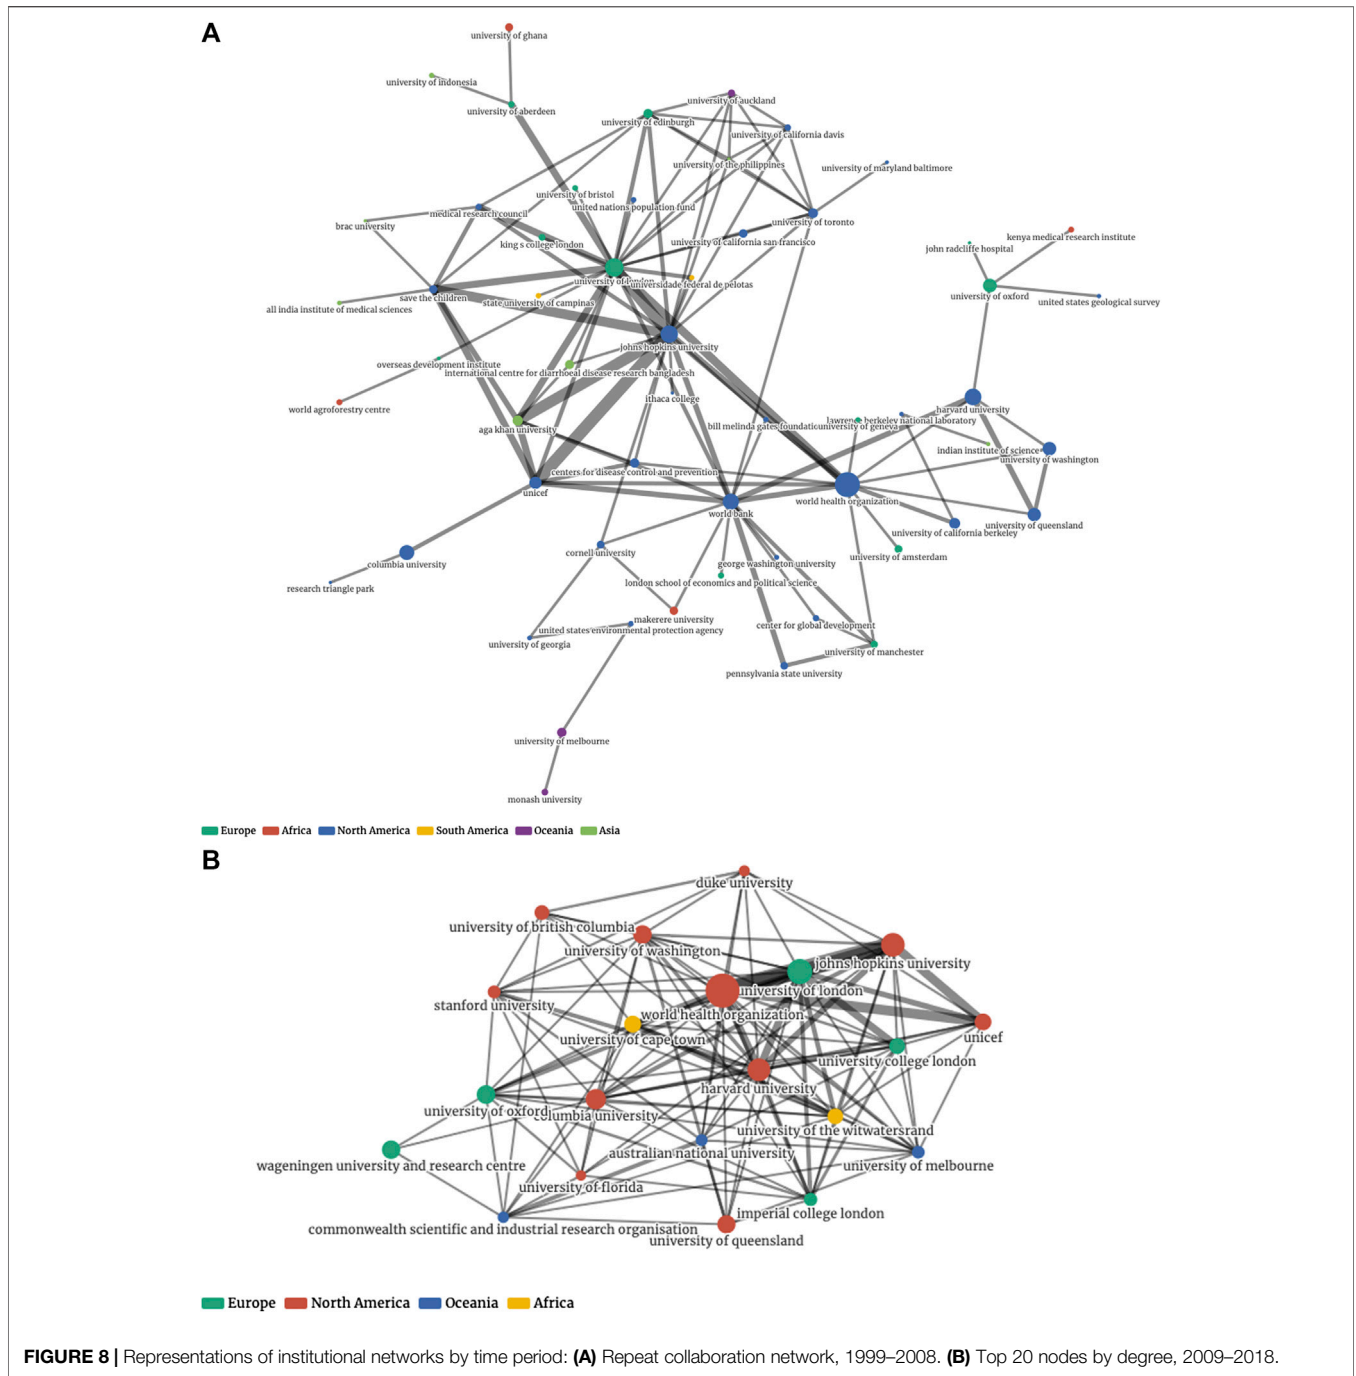 A
university of ghana
university of indonesia
university of aberdeen
university of auckland
university of edinburgh
university of california davis
university of the philippines
university of maryland baltimore
university of bristol
united nations population fund
medical research council
university of toronto
brac university
king s college london
university of california san francisco
kenya medical research institute
john radcliffe hospital
university of london
universidade federal de pelotas
save the children
state university of campinas
university of oxford
united states geological survey
all india institute of medical sciences
johns hopkins university
overseas development institute
international centre for diarrhoeal disease research bangladesh
ithaca college
world agroforestry centre
harvard university
bill melinda gates foundation
university of geneva
lawrence berkeley national laboratory
aga khan university
indian institute of science
university of washington
centers for disease control and prevention
unicef
world health organization
world bank
university of queensland
university of california berkeley
cornell university
university of amsterdam
columbia university
george washington university
london school of economics and political science
research triangle park
makerere university
united states environmental protection agency
center for global development
university of georgia
university of manchester
pennsylvania state university
university of melbourne
monash university
Europe Africa North America South America Oceania Asia
B
duke university
university of british columbia
university of washington
johns hopkins university
university of london
stanford university
world health organization
university of cape town
unicef
university college london
harvard university
university of oxford
columbia university
university of the witwatersrand
australian national university
wageningen university and research centre
university of melbourne
university of florida
imperial college london
commonwealth scientific and industrial research organisation
university of queensland
Europe North America Oceania Africa
FIGURE 8 | Representations of institutional networks by time period: (A) Repeat collaboration network, 1999–2008. (B) Top 20 nodes by degree, 2009–2018.